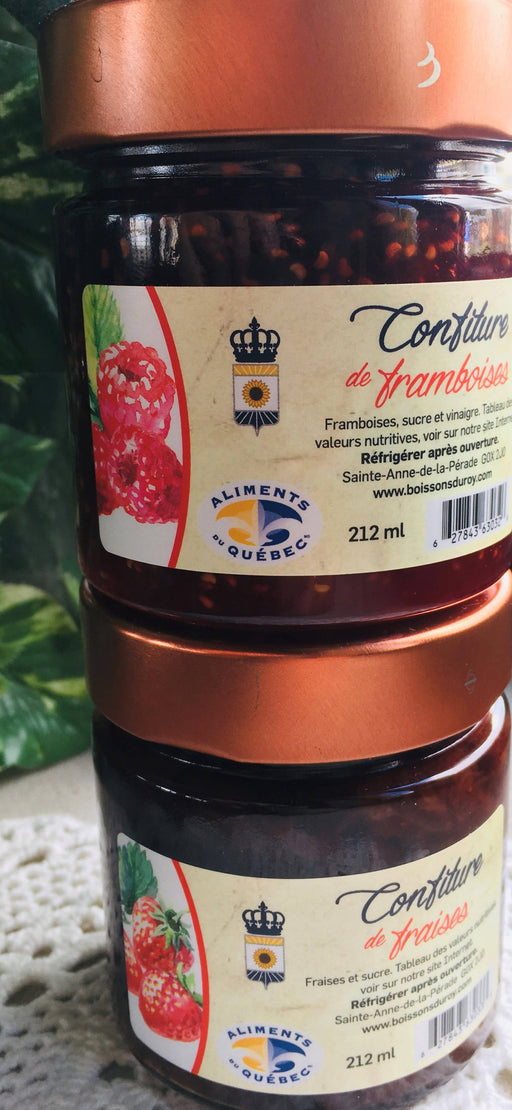 Confiture
de framboises
Framboises, sucre et vinaigre. Tableau des
valeurs nutritives, voir sur notre site Internet.
Réfrigérer après ouverture.
Sainte-Anne-de-la-Pérade G0X 2J0
www.boissonsduroy.com
ALIMENTS
DU QUÉBEC
212 ml
6 27843 63032
Confiture
de fraises
Fraises et sucre. Tableau des valeurs nutritives,
voir sur notre site Internet.
Réfrigérer après ouverture.
Sainte-Anne-de-la-Pérade G0X 2J0
www.boissonsduroy.com
ALIMENTS
DU QUÉBEC
212 ml